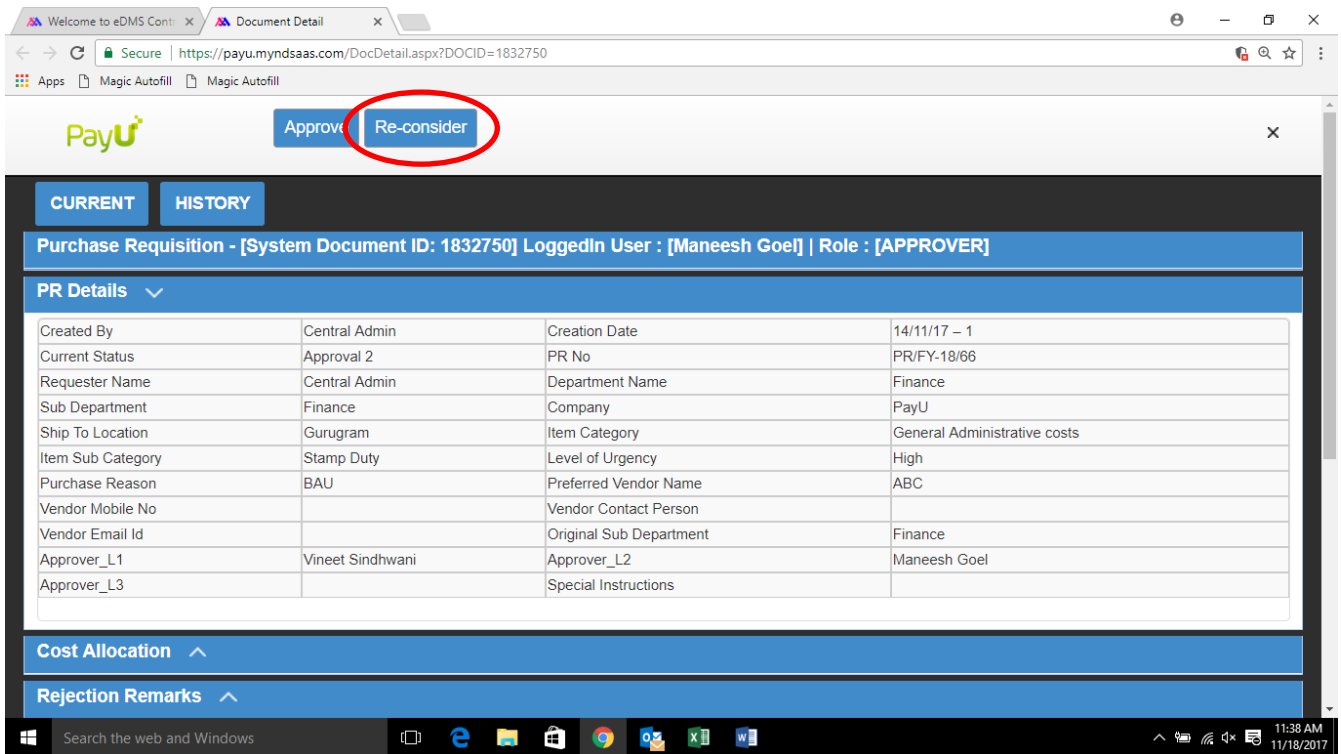 Welcome to eDMS Contr
Document Detail
Secure | https://payu.myndsaas.com/DocDetail.aspx?DOCID=1832750
Apps Magic Autofill Magic Autofill
PayU Approve Re-consider
CURRENT HISTORY
Purchase Requisition - [System Document ID: 1832750] LoggedIn User : [Maneesh Goel] | Role : [APPROVER]
PR Details
Created By Central Admin Creation Date 14/11/17 – 1
Current Status Approval 2 PR No PR/FY-18/66
Requester Name Central Admin Department Name Finance
Sub Department Finance Company PayU
Ship To Location Gurugram Item Category General Administrative costs
Item Sub Category Stamp Duty Level of Urgency High
Purchase Reason BAU Preferred Vendor Name ABC
Vendor Mobile No Vendor Contact Person
Vendor Email Id Original Sub Department Finance
Approver_L1 Vineet Sindhwani Approver_L2 Maneesh Goel
Approver_L3 Special Instructions
Cost Allocation
Rejection Remarks
Search the web and Windows
11:38 AM
11/18/2017